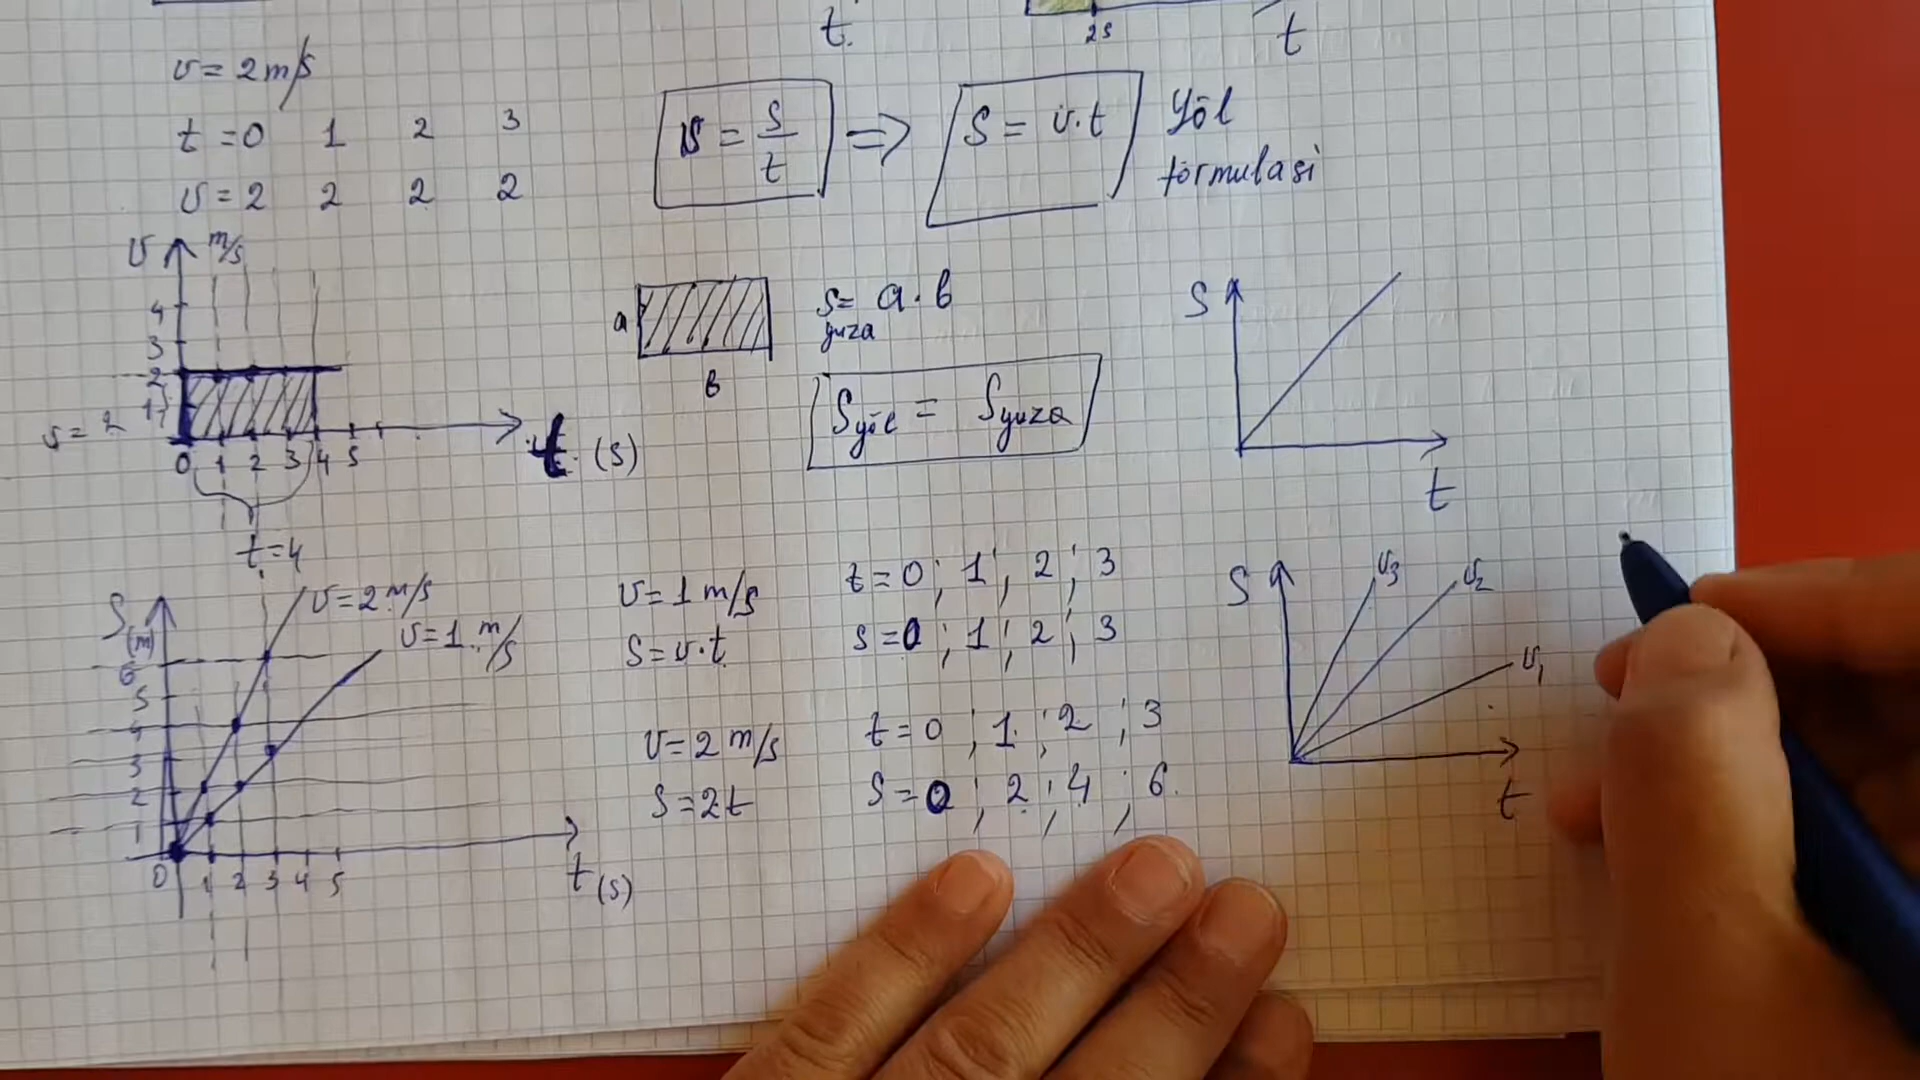 t.
2s
t
v = 2 m/s
t = 0 1 2 3
v = 2 2 2 2
v = s/t => S = v·t Yōl
formulasi
v m/s
4
3
2
1
s = 2
0 1 2 3 4 5
t (s)
t = 4
a
в
s = a · в
yuza
Syōl = Syuza
S
t
S (m)
6
5
4
3
2
1
0 1 2 3 4 5
t (s)
v = 2 m/s
v = 1 m/s
v = 1 m/s t = 0 ; 1 ; 2 ; 3
S = v·t s = 0 ; 1 ; 2 ; 3
v = 2 m/s t = 0 ; 1 ; 2 ; 3
S = 2t S = 0 ; 2 ; 4 ; 6
S
v3
v2
v1
t